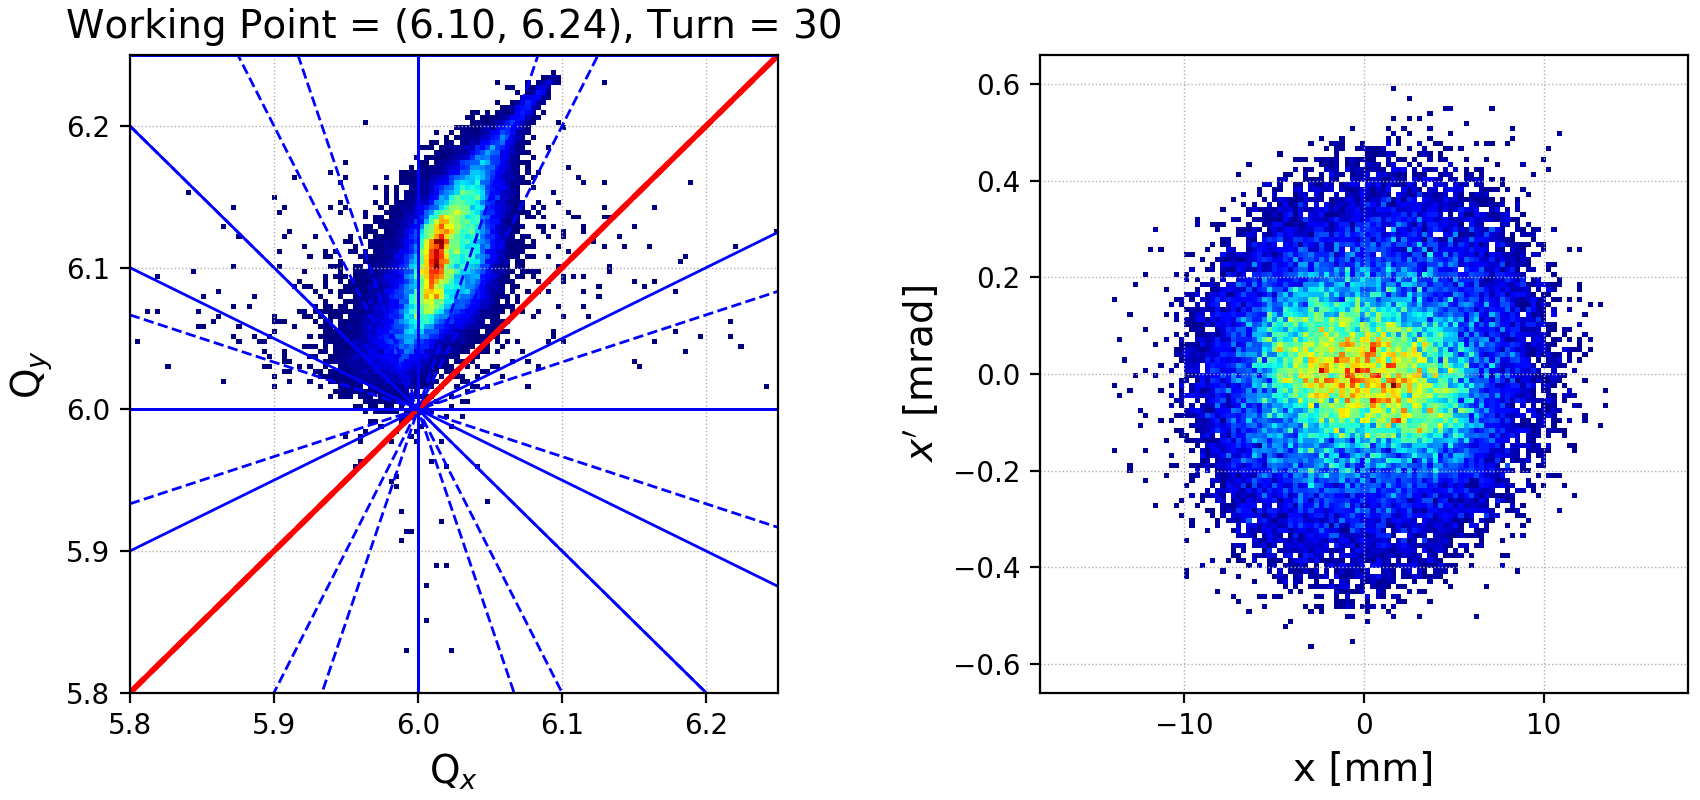 Working Point = (6.10, 6.24), Turn = 30
6.2
6.1
6.0
5.9
5.8
Qy
5.8 5.9 6.0 6.1 6.2
Qx
0.6
0.4
0.2
0.0
−0.2
−0.4
−0.6
x′ [mrad]
−10 0 10
x [mm]